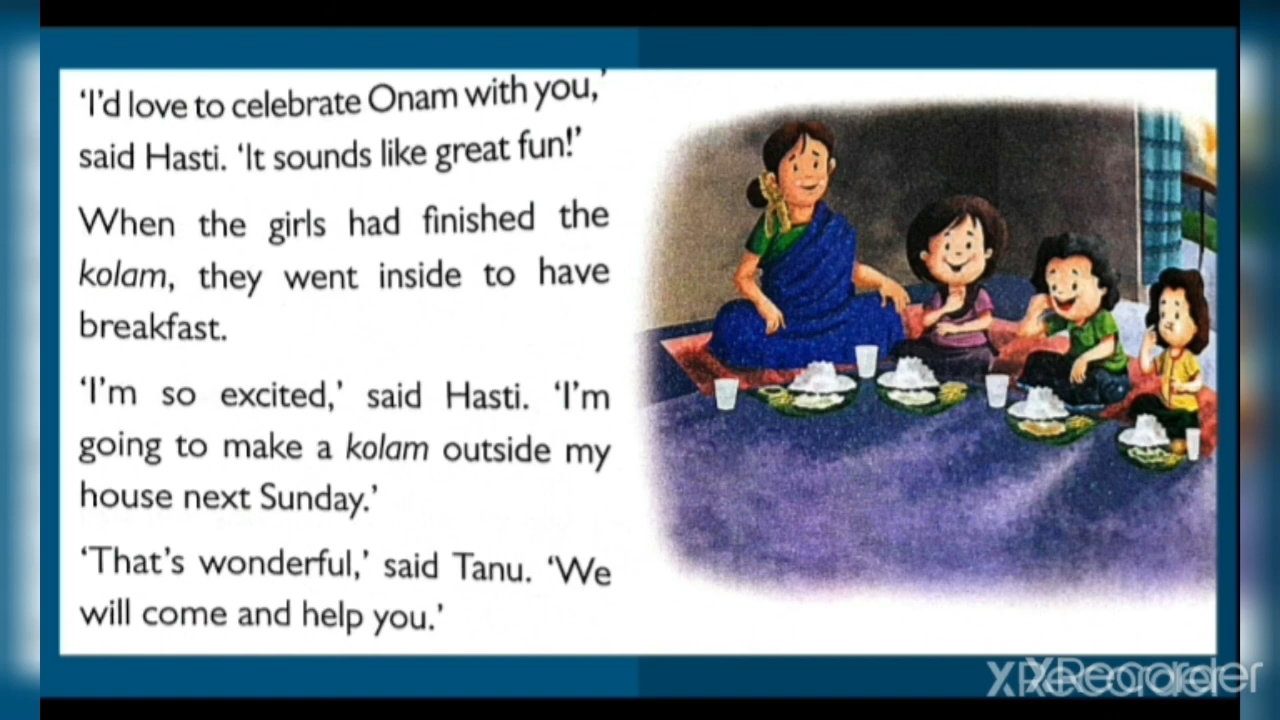 ‘I’d love to celebrate Onam with you,’
said Hasti. ‘It sounds like great fun!’
When the girls had finished the
kolam, they went inside to have
breakfast.
‘I’m so excited,’ said Hasti. ‘I’m
going to make a kolam outside my
house next Sunday.’
‘That’s wonderful,’ said Tanu. ‘We
will come and help you.’
XRecorder
XRecorder